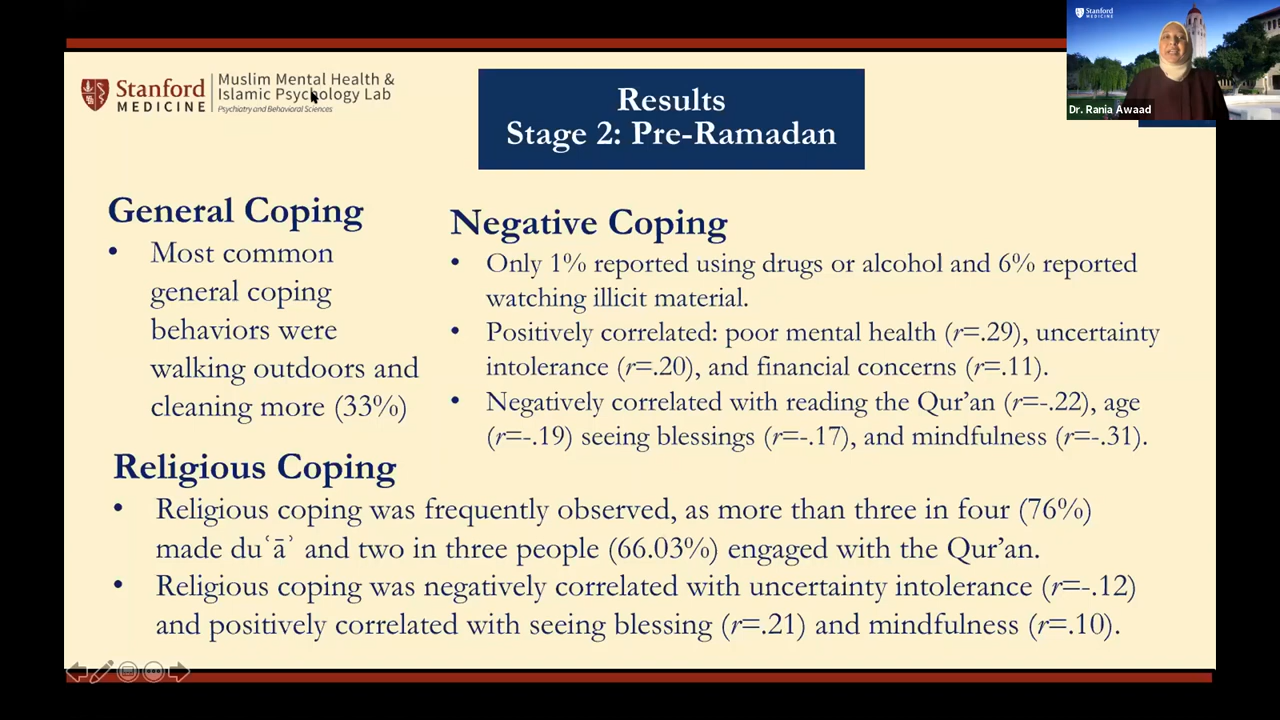 Stanford
MEDICINE
Muslim Mental Health &
Islamic Psychology Lab
Psychiatry and Behavioral Sciences
Results
Stage 2: Pre-Ramadan
Stanford
MEDICINE
Dr. Rania Awaad
General Coping
• Most common
general coping
behaviors were
walking outdoors and
cleaning more (33%)
Negative Coping
• Only 1% reported using drugs or alcohol and 6% reported
watching illicit material.
• Positively correlated: poor mental health (r=.29), uncertainty
intolerance (r=.20), and financial concerns (r=.11).
• Negatively correlated with reading the Qur’an (r=-.22), age
(r=-.19) seeing blessings (r=-.17), and mindfulness (r=-.31).
Religious Coping
• Religious coping was frequently observed, as more than three in four (76%)
made duʿāʾ and two in three people (66.03%) engaged with the Qur’an.
• Religious coping was negatively correlated with uncertainty intolerance (r=-.12)
and positively correlated with seeing blessing (r=.21) and mindfulness (r=.10).